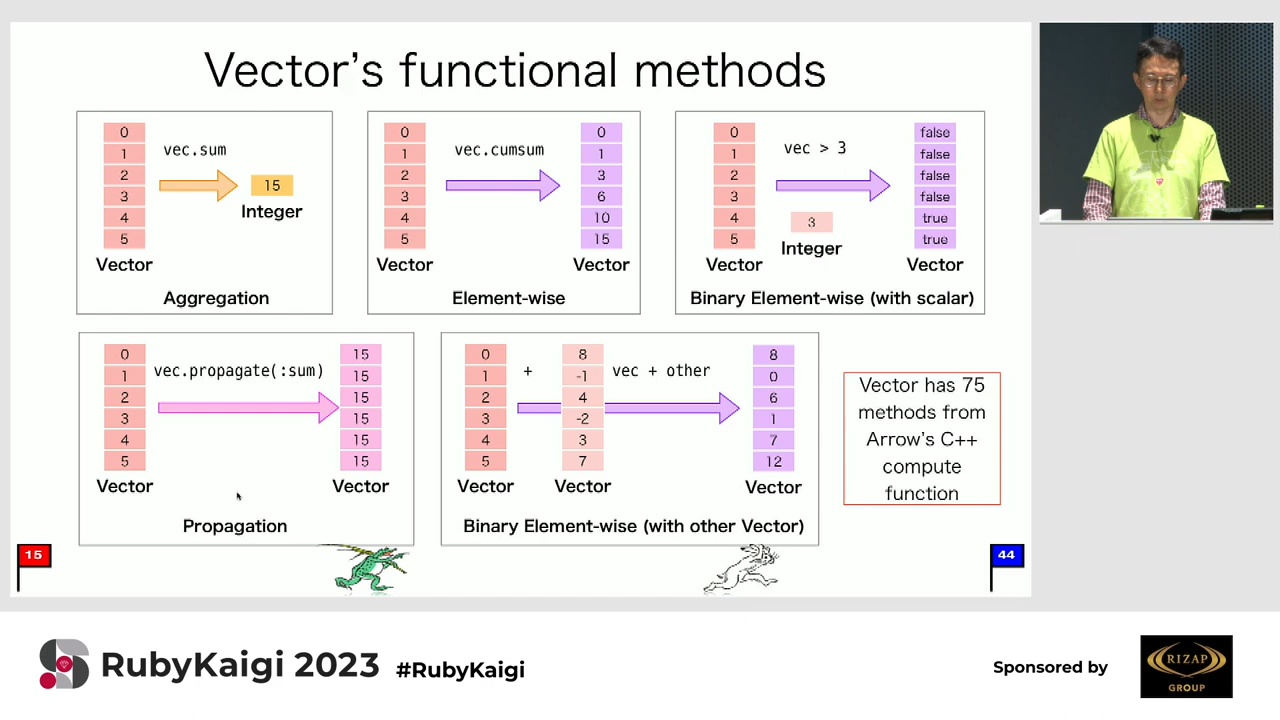 Vector's functional methods
0
1
2
3
4
5
Vector
vec.sum
15
Integer
Aggregation
0
1
2
3
4
5
Vector
vec.cumsum
0
1
3
6
10
15
Vector
Element-wise
0
1
2
3
4
5
Vector
vec > 3
3
Integer
false
false
false
false
true
true
Vector
Binary Element-wise (with scalar)
0
1
2
3
4
5
Vector
vec.propagate(:sum)
15
15
15
15
15
15
Vector
Propagation
0
1
2
3
4
5
Vector
+
8
-1
4
-2
3
7
Vector
vec + other
8
0
6
1
7
12
Vector
Binary Element-wise (with other Vector)
Vector has 75
methods from
Arrow's C++
compute
function
15
44
RubyKaigi 2023 #RubyKaigi
Sponsored by
RIZAP
GROUP